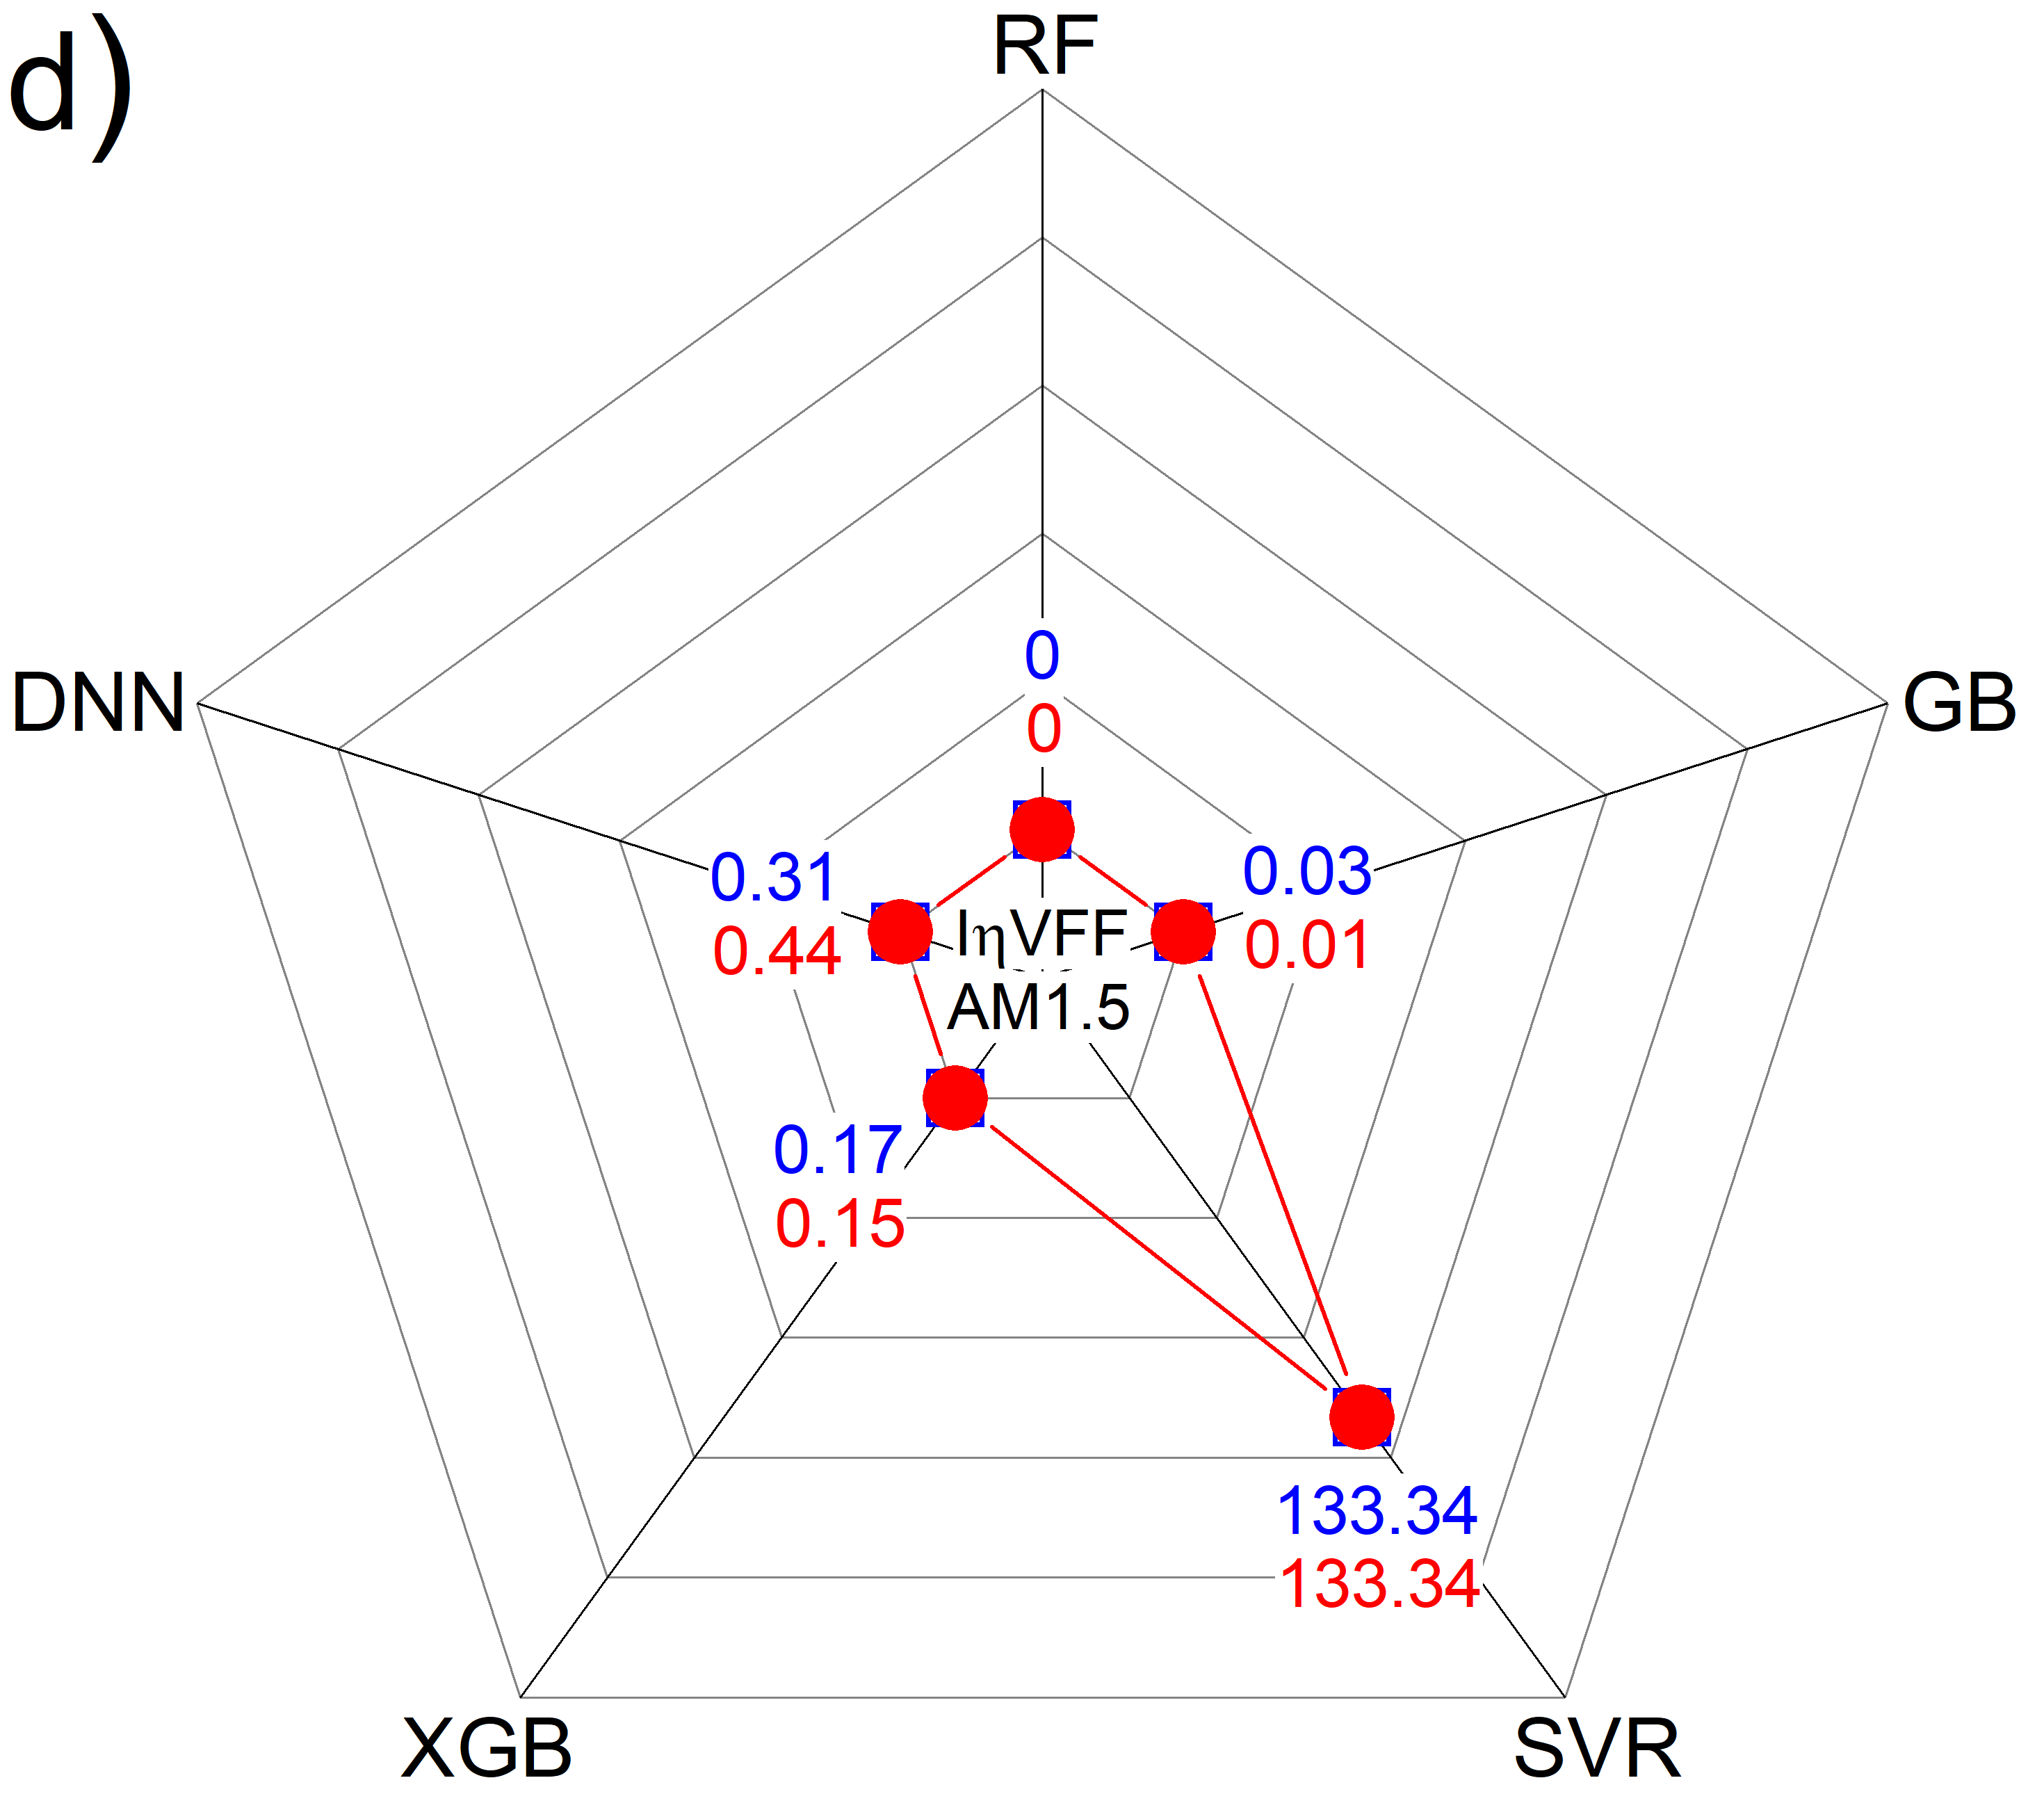 d)
RF
DNN
GB
0
0
0.31
0.44
0.03
0.01
IηVFF
AM1.5
0.17
0.15
133.34
133.34
XGB
SVR